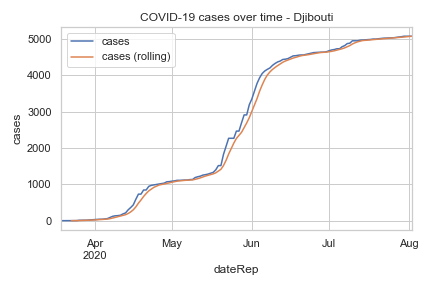 COVID-19 cases over time - Djibouti
cases
cases (rolling)
5000
4000
3000
2000
1000
0
cases
Apr
2020
May
Jun
Jul
Aug
dateRep